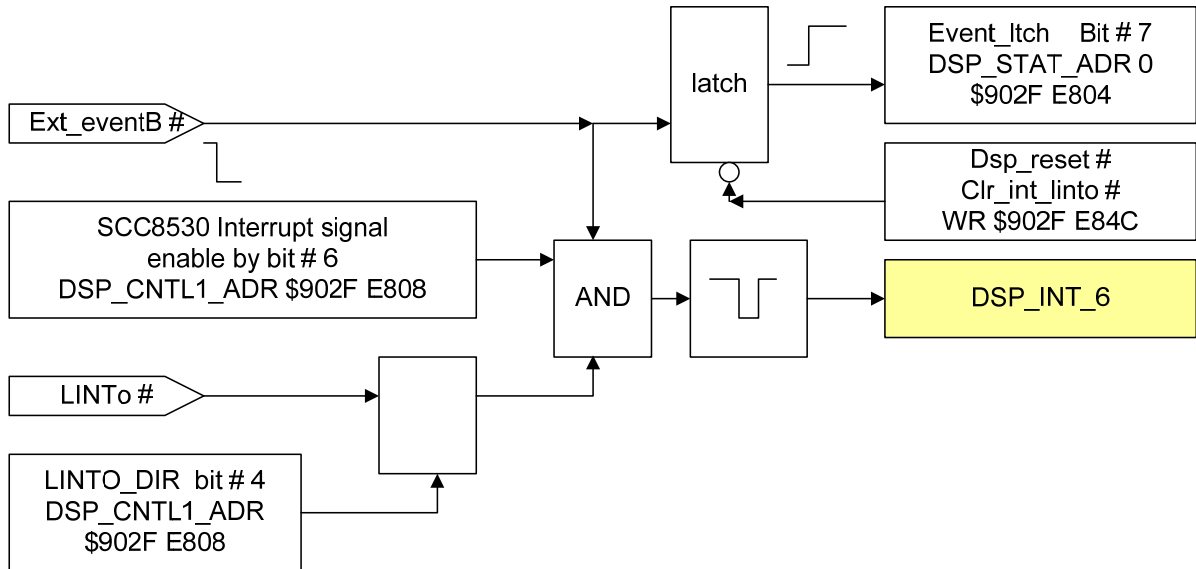 Event_ltch Bit # 7
DSP_STAT_ADR 0
$902F E804
latch
Ext_eventB #
Dsp_reset #
Clr_int_linto #
WR $902F E84C
SCC8530 Interrupt signal
enable by bit # 6
DSP_CNTL1_ADR $902F E808
AND
DSP_INT_6
LINTo #
LINTO_DIR bit # 4
DSP_CNTL1_ADR
$902F E808